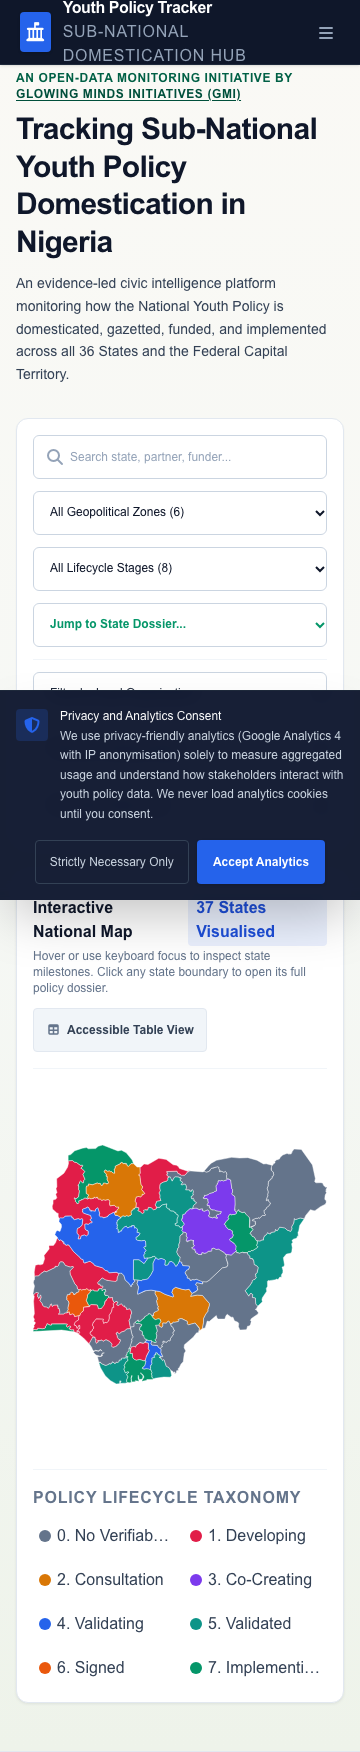 Youth Policy Tracker
SUB-NATIONAL
DOMESTICATION HUB
AN OPEN-DATA MONITORING INITIATIVE BY
GLOWING MINDS INITIATIVES (GMI)
Tracking Sub-National
Youth Policy
Domestication in
Nigeria
An evidence-led civic intelligence platform
monitoring how the National Youth Policy is
domesticated, gazetted, funded, and implemented
across all 36 States and the Federal Capital
Territory.
Search state, partner, funder...
All Geopolitical Zones (6)
All Lifecycle Stages (8)
Jump to State Dossier...
Privacy and Analytics Consent
We use privacy-friendly analytics (Google Analytics 4
with IP anonymisation) solely to measure aggregated
usage and understand how stakeholders interact with
youth policy data. We never load analytics cookies
until you consent.
Strictly Necessary Only
Accept Analytics
Interactive
National Map
37 States
Visualised
Hover or use keyboard focus to inspect state
milestones. Click any state boundary to open its full
policy dossier.
Accessible Table View
POLICY LIFECYCLE TAXONOMY
0. No Verifiab...
1. Developing
2. Consultation
3. Co-Creating
4. Validating
5. Validated
6. Signed
7. Implementi...